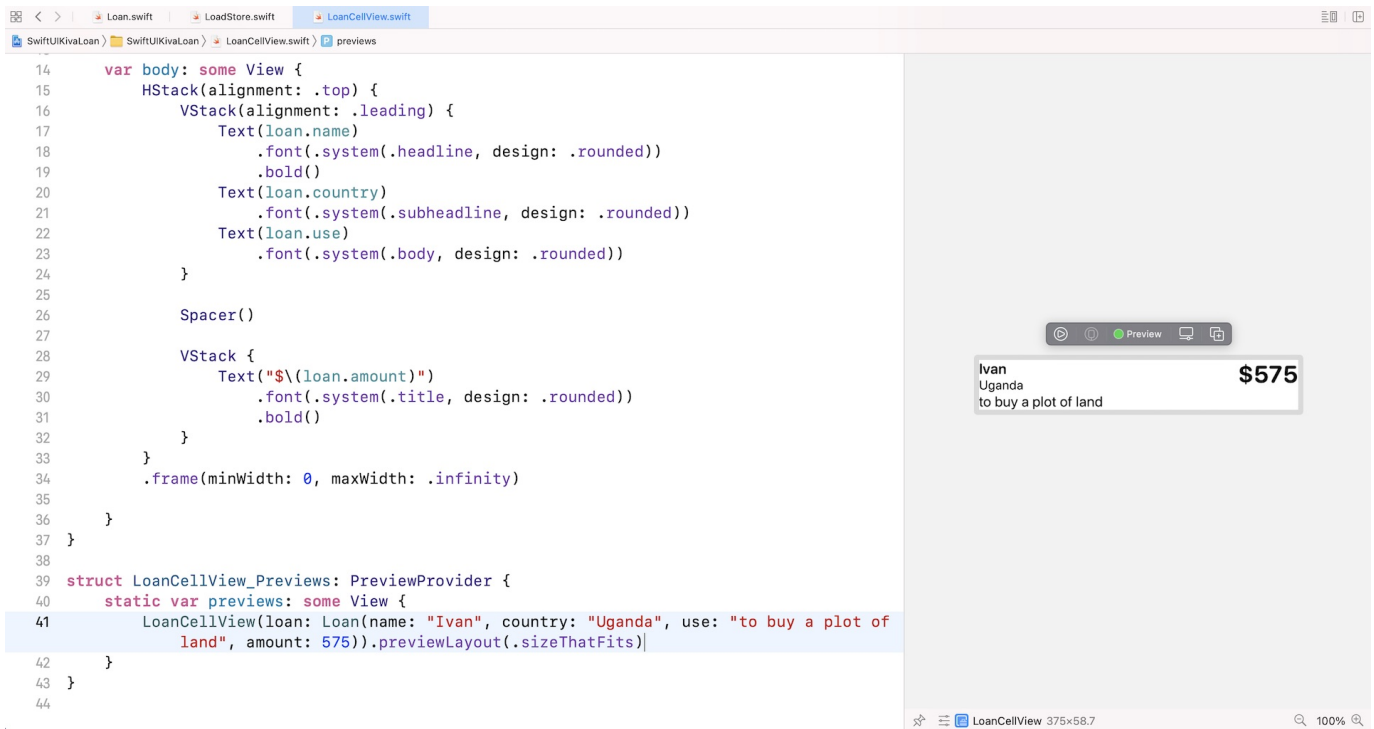 Loan.swift LoadStore.swift LoanCellView.swift
SwiftUIKivaLoan SwiftUIKivaLoan LoanCellView.swift P previews
14 var body: some View {
15 HStack(alignment: .top) {
16 VStack(alignment: .leading) {
17 Text(loan.name)
18 .font(.system(.headline, design: .rounded))
19 .bold()
20 Text(loan.country)
21 .font(.system(.subheadline, design: .rounded))
22 Text(loan.use)
23 .font(.system(.body, design: .rounded))
24 }
25
26 Spacer()
27
28 VStack {
29 Text("$\(loan.amount)")
30 .font(.system(.title, design: .rounded))
31 .bold()
32 }
33 }
34 .frame(minWidth: 0, maxWidth: .infinity)
35
36 }
37 }
38
39 struct LoanCellView_Previews: PreviewProvider {
40 static var previews: some View {
41 LoanCellView(loan: Loan(name: "Ivan", country: "Uganda", use: "to buy a plot of
land", amount: 575)).previewLayout(.sizeThatFits)
42 }
43 }
44
Preview
Ivan $575
Uganda
to buy a plot of land
LoanCellView 375×58.7 100%